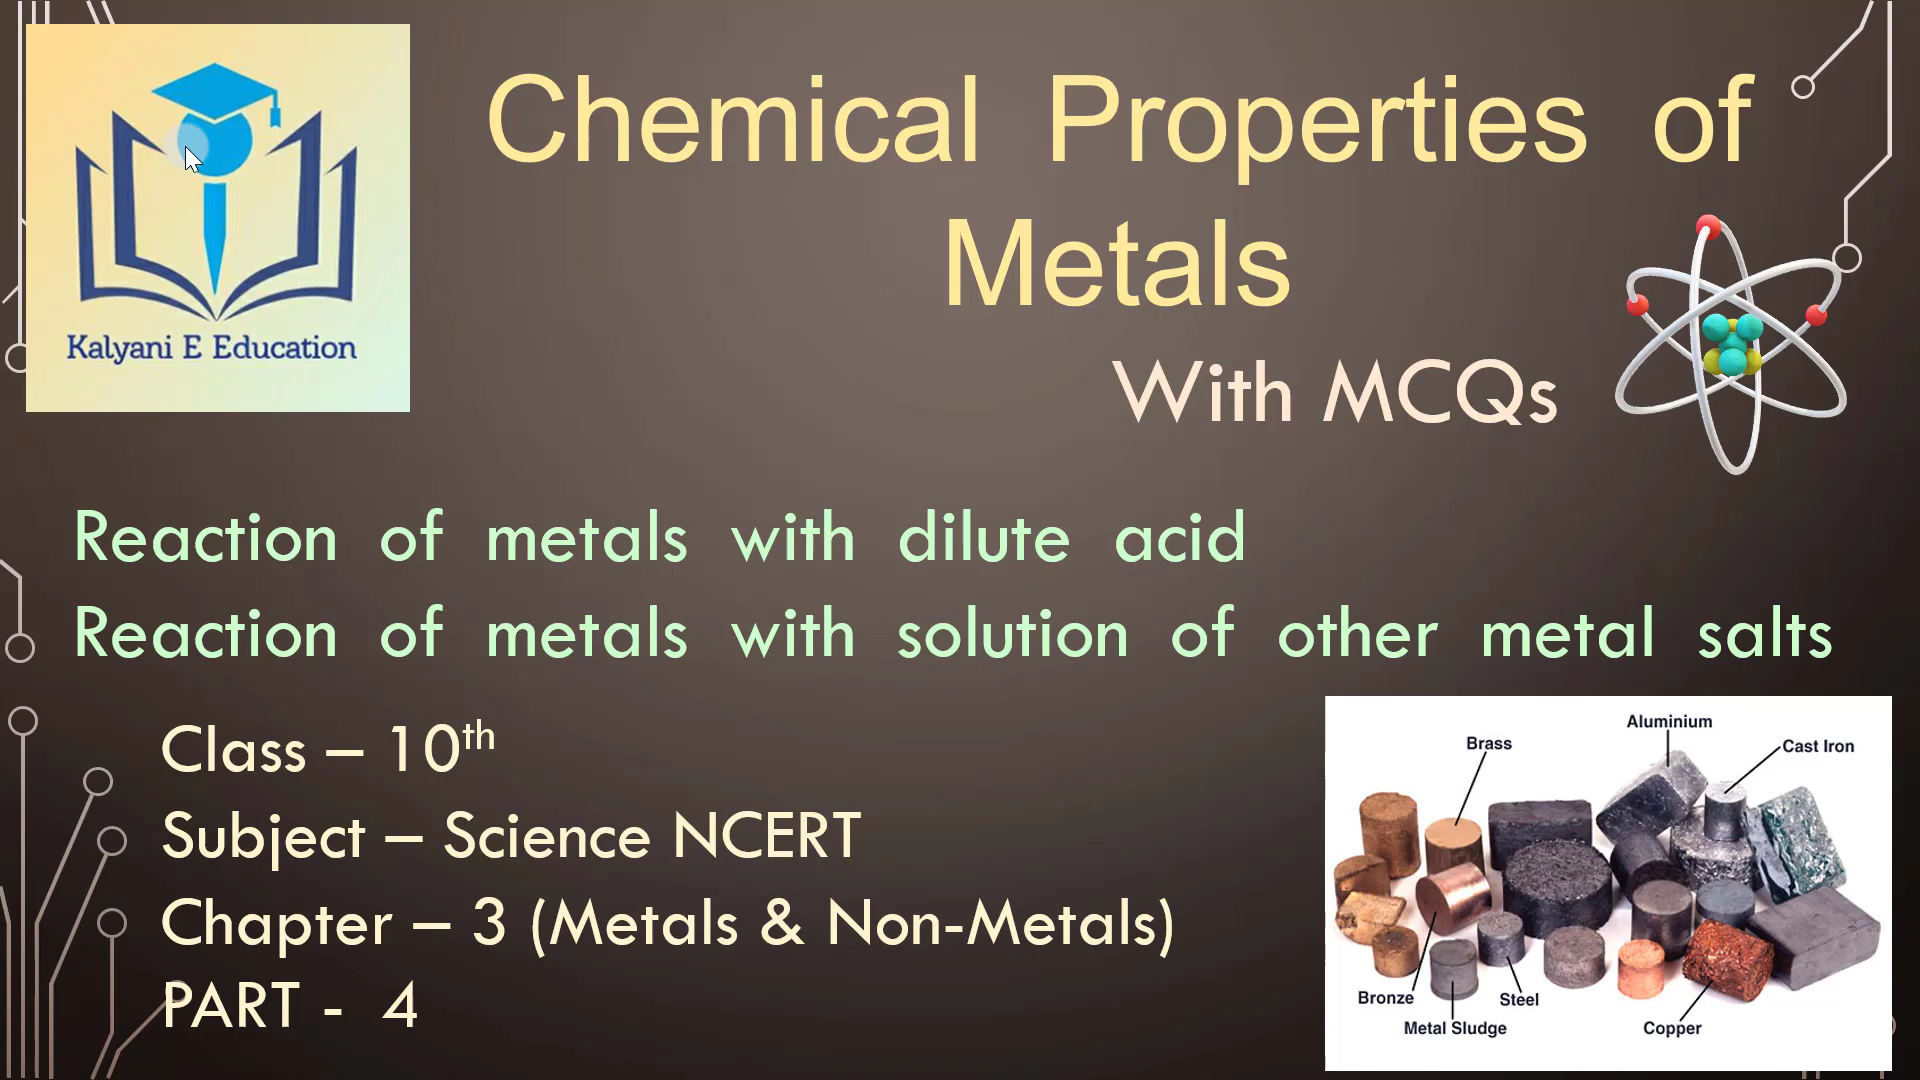 Chemical Properties of
Metals
Kalyani E Education
With MCQs
Reaction of metals with dilute acid
Reaction of metals with solution of other metal salts
Class – 10th
Subject – Science NCERT
Chapter – 3 (Metals & Non-Metals)
PART - 4
Aluminium
Brass
Cast Iron
Bronze
Steel
Metal Sludge
Copper